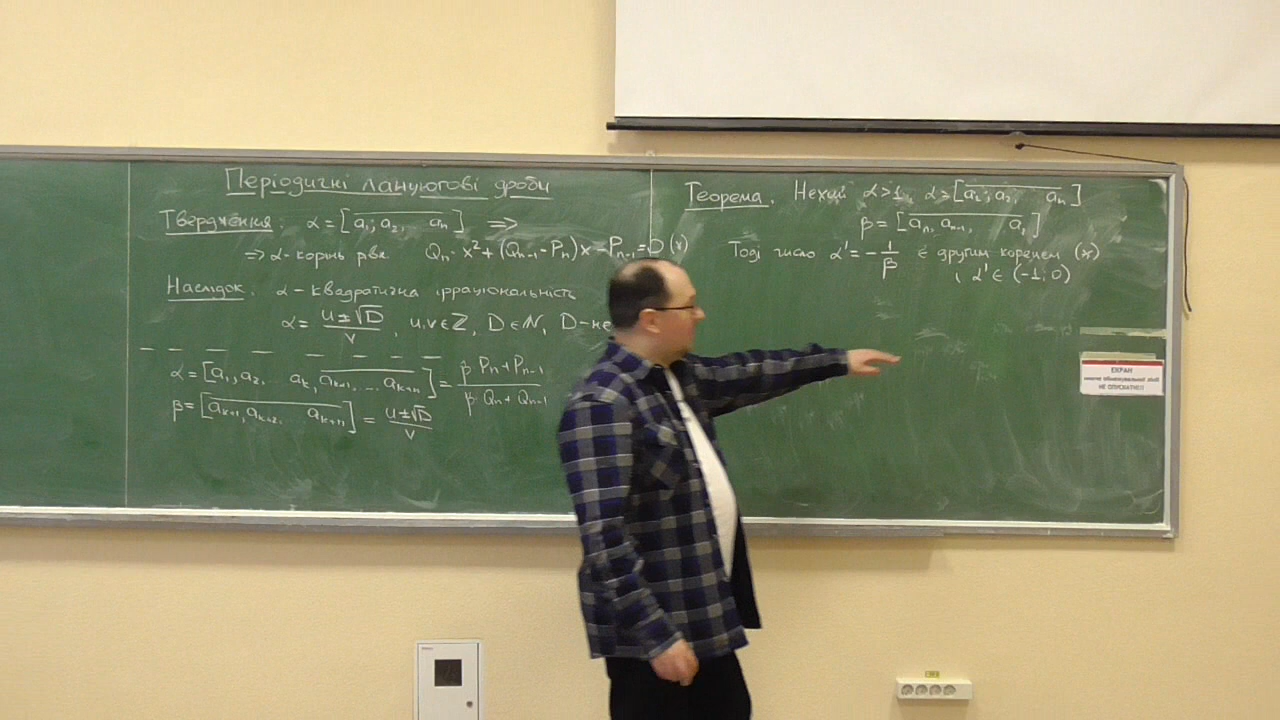 Періодичні ланцюгові дроби
Твердження: α = [a₁; a₂, aₙ] ⇒
⇒ α - корінь рвя Qₙ·x² + (Qₙ₋₁ - Pₙ)x - Pₙ₋₁ = 0 (*)
Наслідок. α - квадратична ірраціональність
α = (u ± √D)/v, u, v ∈ ℤ, D ∈ ℕ, D - не
α = [a₁, a₂, ... aₖ, aₖ₊₁, ... aₖ₊ₙ] = (β Pₙ + Pₙ₋₁)/(β Qₙ + Qₙ₋₁)
β = [aₖ₊₁, aₖ₊₂, aₖ₊ₙ] = (u ± √D)/v
Теорема. Нехай α > 1, α = [a₁; a₂, aₙ]
β = [aₙ, aₙ₋₁, a₁]
Тоді число α' = -1/β є другим коренем (*)
і α' ∈ (-1; 0)
ЕКРАН
НЕ ОПУСКАТИ!!!